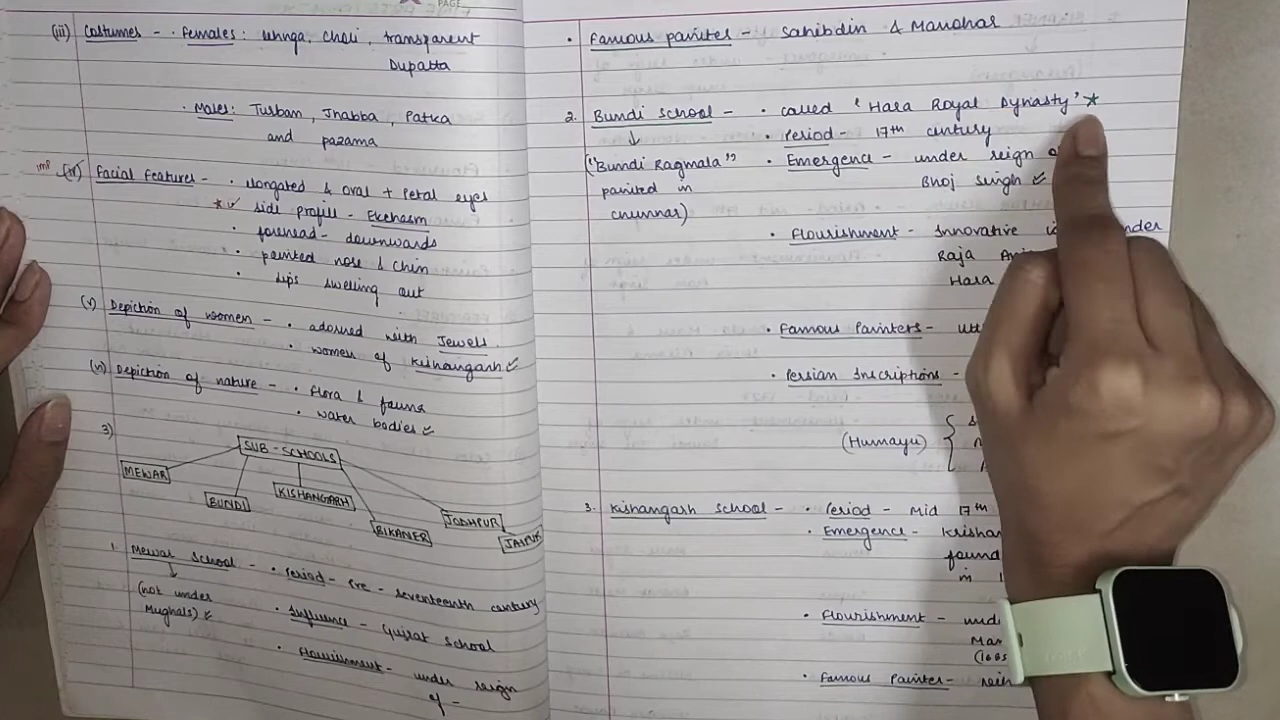 PAGE
(iii) Costumes - · Females: lehnga, choli, transparent
Dupatta
· Males: Turban, Jhabba, Patka
and pazama
imp (iv) Facial Features - · elongated & oval + Petal eyes
side profile - Ekchasm
· forehead - downwards
· pointed nose & chin
· lips swelling out
(v) Depiction of women - · adorned with Jewels
· women of Kishangarh
(vi) Depiction of nature - · flora & fauna
· water bodies
3)
SUB-SCHOOLS
MEWAR
BUNDI
KISHANGARH
BIKANER
JODHPUR
JAIPUR
1. Mewar School - · Period - Pre - seventeenth century
(not under
Mughals)
· Influence - Gujrat School
· Flourishment - under reign
of -
· Famous painter - Sahibdin & Manohar
2. Bundi School - · called 'Hara Royal Dynasty'
· Period - 17th century
("Bundi Ragmala" · Emergence - under reign
painted in Bhoj Singh
chunnar)
· Flourishment - Innovative
Raja
Hara
· Famous Painters -
· Persian Inscriptions -
(Humayu)
3. Kishangarh School - · Period - Mid 17th
· Emergence -
in
· Flourishment -
· Famous Painter -